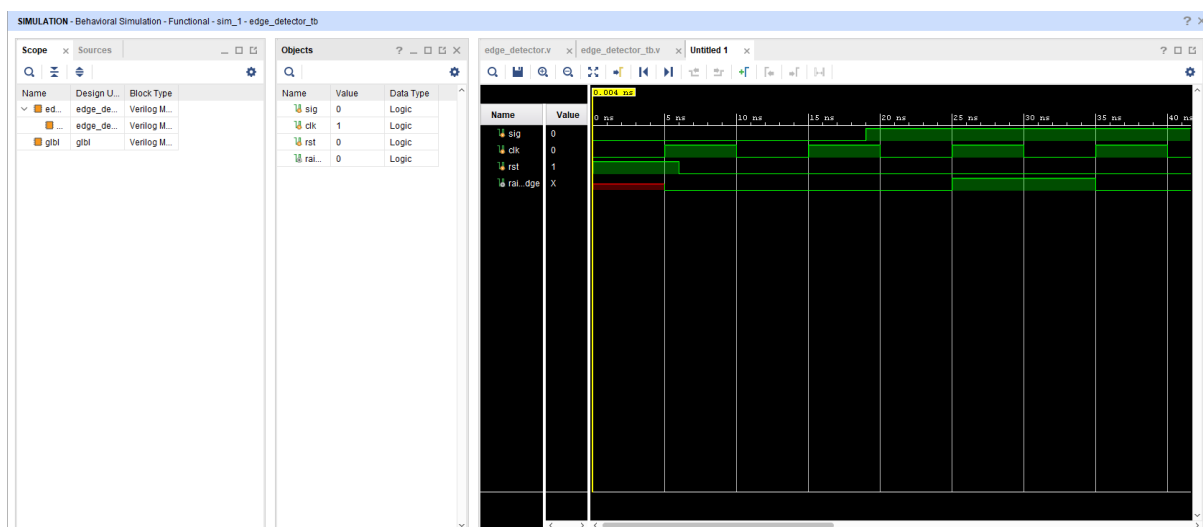 SIMULATION - Behavioral Simulation - Functional - sim_1 - edge_detector_tb
Scope Sources
Name Design U... Block Type
ed... edge_de... Verilog M...
... edge_de... Verilog M...
glbl glbl Verilog M...
Objects
Name Value Data Type
sig 0 Logic
clk 1 Logic
rst 0 Logic
rai... 0 Logic
edge_detector.v edge_detector_tb.v Untitled 1
0.004 ns
Name Value
0 ns 5 ns 10 ns 15 ns 20 ns 25 ns 30 ns 35 ns 40 ns
sig 0
clk 0
rst 1
rai...dge X